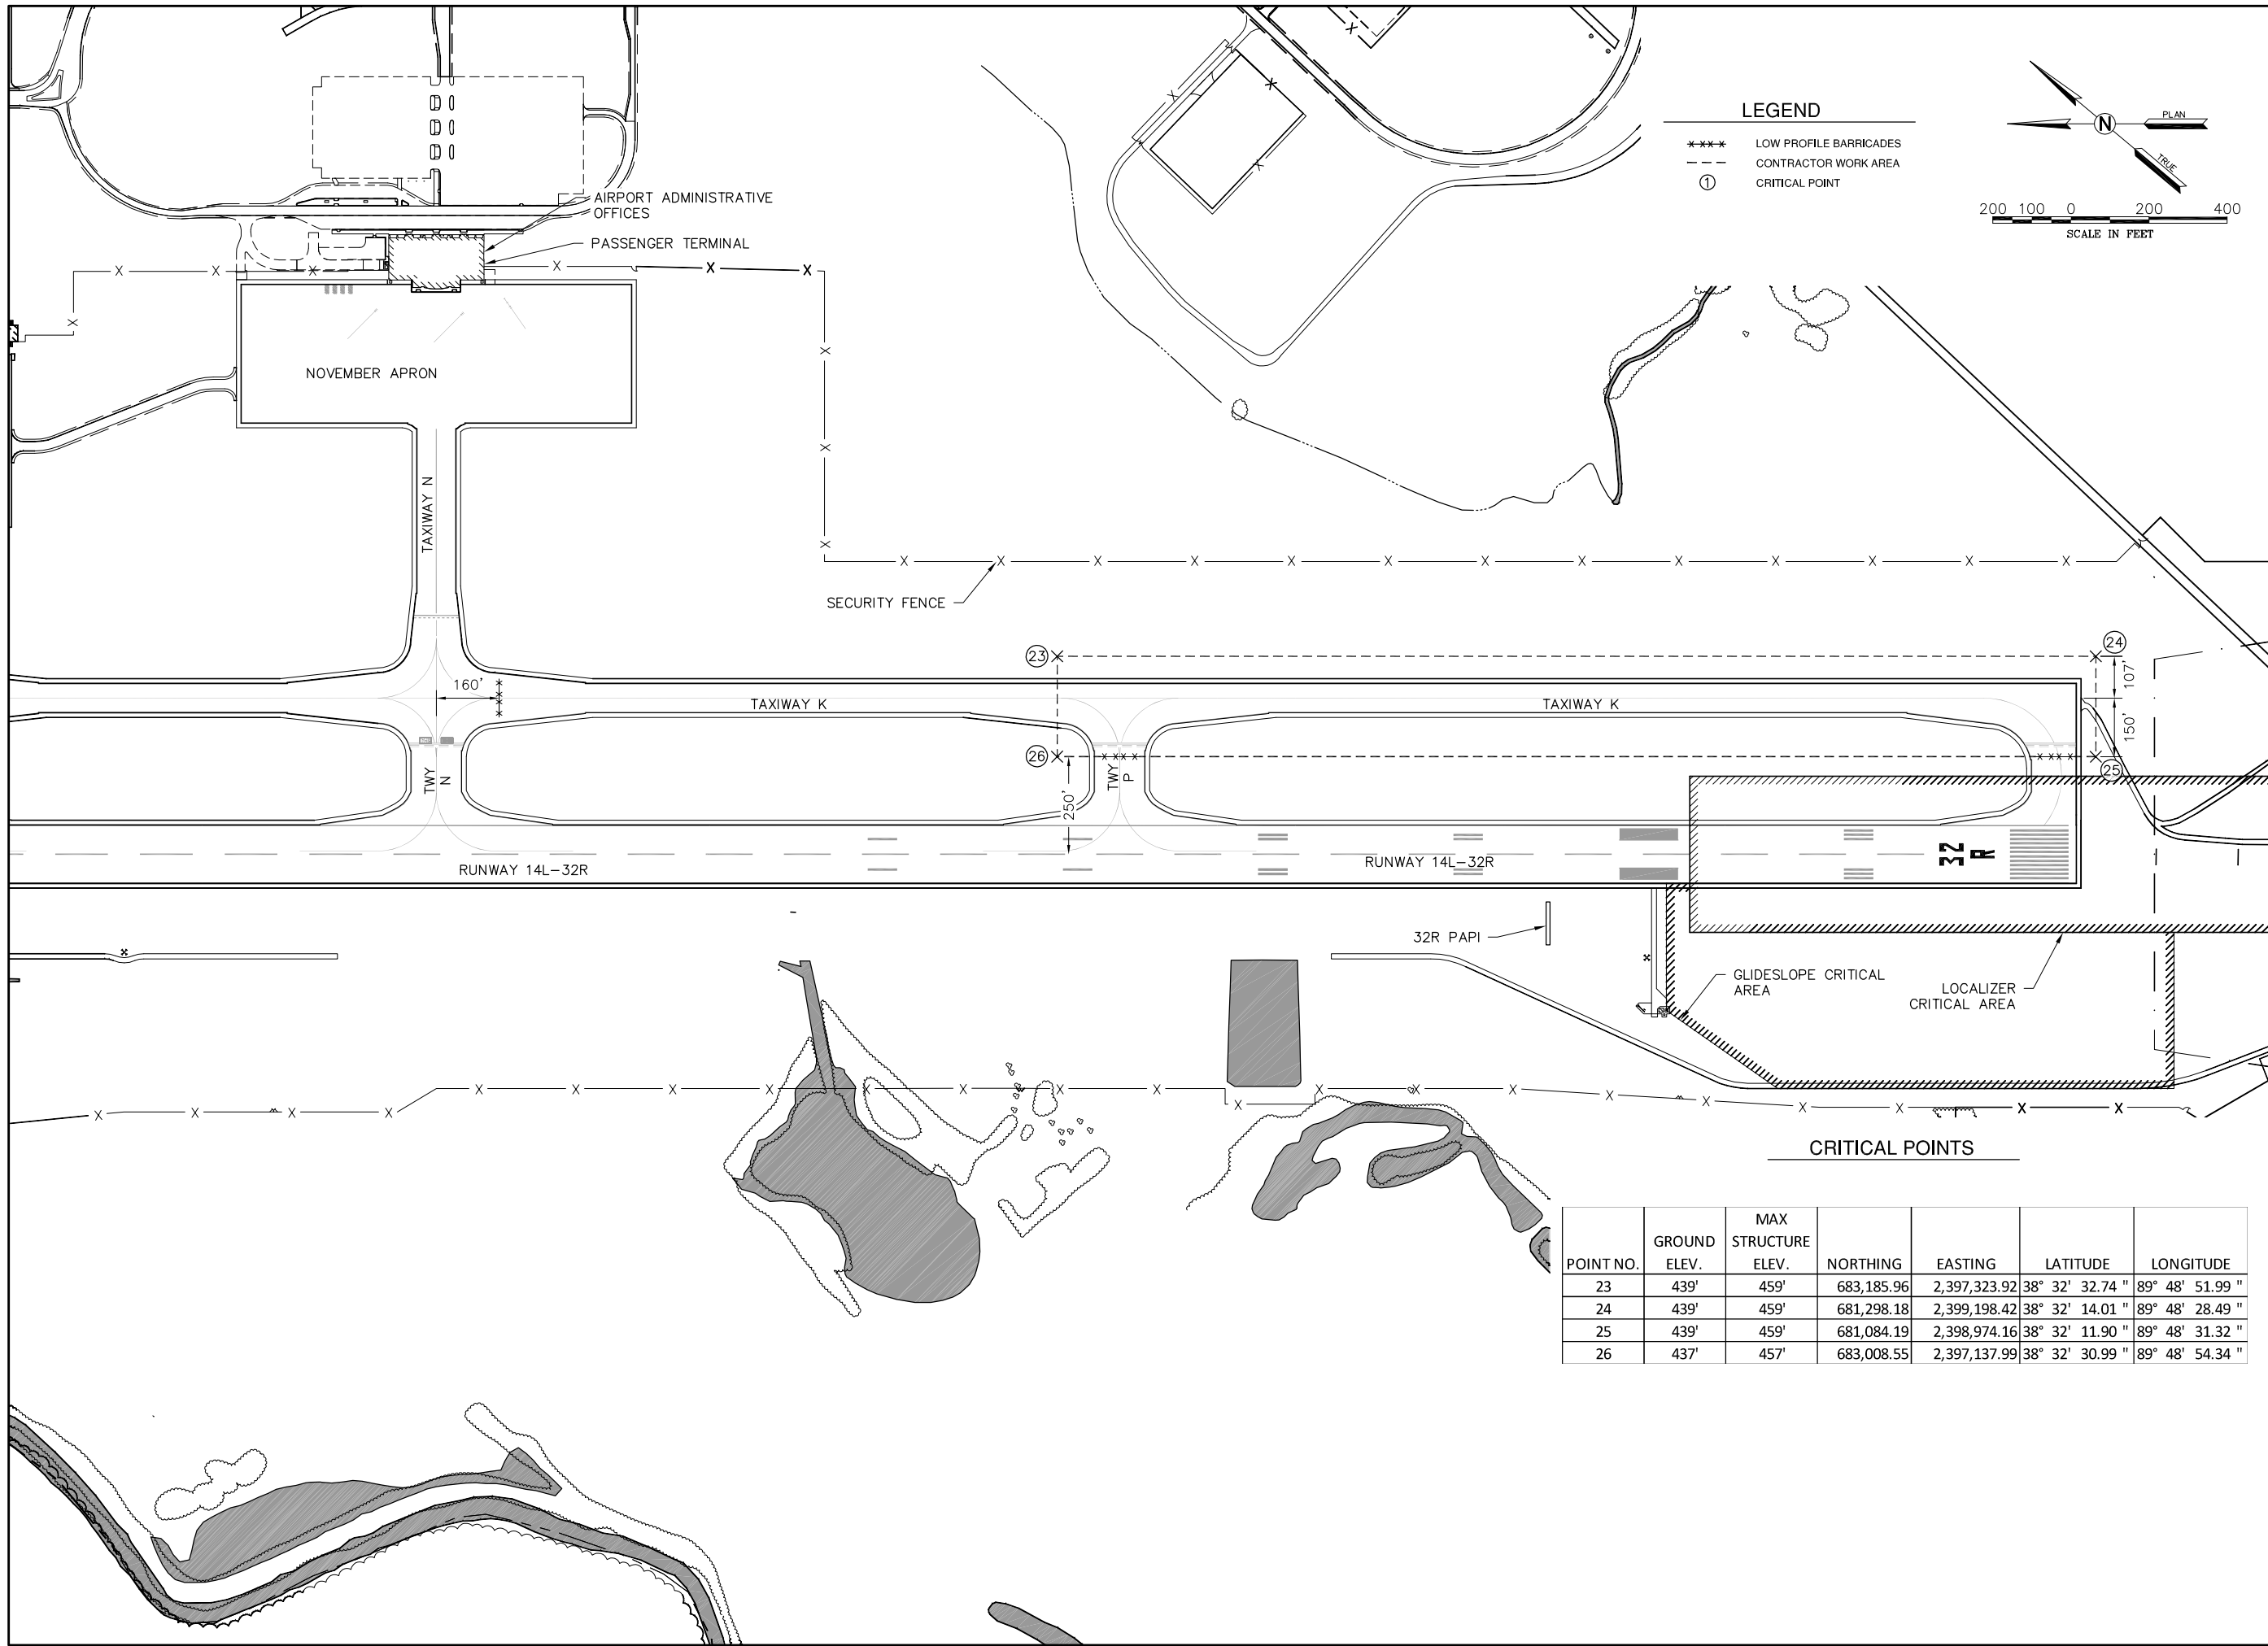 LEGEND
LOW PROFILE BARRICADES
CONTRACTOR WORK AREA
1 CRITICAL POINT
N
PLAN
TRUE
200 100 0 200 400
SCALE IN FEET
AIRPORT ADMINISTRATIVE
OFFICES
PASSENGER TERMINAL
NOVEMBER APRON
TAXIWAY N
SECURITY FENCE
23
24
107'
160'
TAXIWAY K
TAXIWAY K
150'
26
25
TWY
N
TWY
P
250'
RUNWAY 14L-32R
RUNWAY 14L-32R
32
R
32R PAPI
GLIDESLOPE CRITICAL
AREA
LOCALIZER
CRITICAL AREA
CRITICAL POINTS
POINT NO. GROUND ELEV. MAX STRUCTURE ELEV. NORTHING EASTING LATITUDE LONGITUDE
23 439' 459' 683,185.96 2,397,323.92 38° 32' 32.74 " 89° 48' 51.99 "
24 439' 459' 681,298.18 2,399,198.42 38° 32' 14.01 " 89° 48' 28.49 "
25 439' 459' 681,084.19 2,398,974.16 38° 32' 11.90 " 89° 48' 31.32 "
26 437' 457' 683,008.55 2,397,137.99 38° 32' 30.99 " 89° 48' 54.34 "